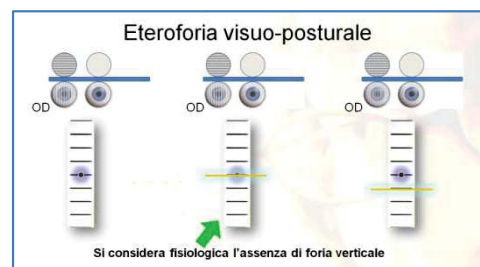 Eteroforia visuo-posturale
OD OD OD
Si considera fisiologica l'assenza di foria verticale